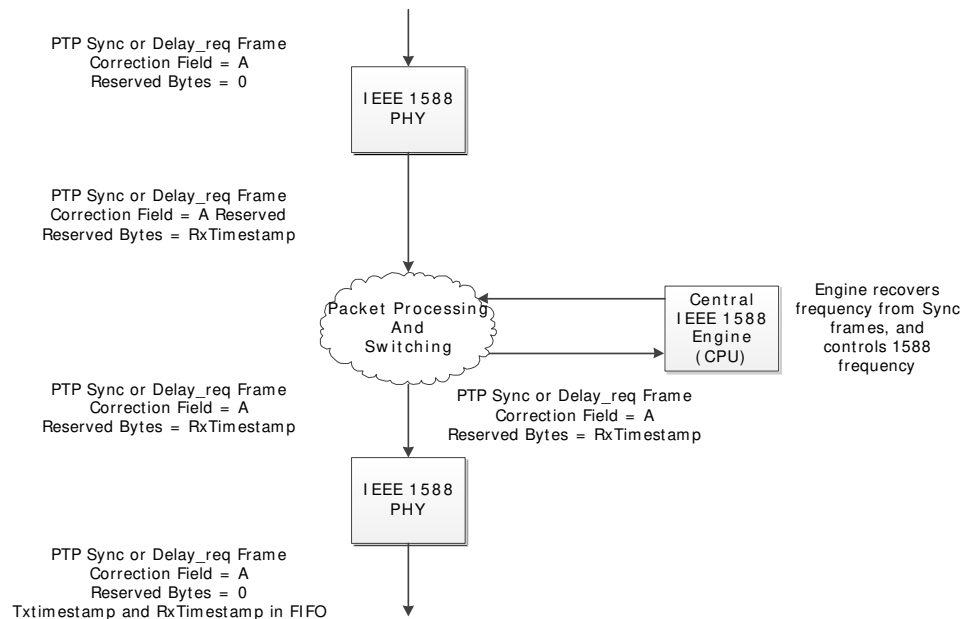 PTP Sync or Delay_req Frame
Correction Field = A
Reserved Bytes = 0
IEEE 1588
PHY
PTP Sync or Delay_req Frame
Correction Field = A Reserved
Reserved Bytes = RxTimestamp
Packet Processing
And
Switching
Central
IEEE 1588
Engine
(CPU)
Engine recovers
frequency from Sync
frames, and
controls 1588
frequency
PTP Sync or Delay_req Frame
Correction Field = A
Reserved Bytes = RxTimestamp
PTP Sync or Delay_req Frame
Correction Field = A
Reserved Bytes = RxTimestamp
IEEE 1588
PHY
PTP Sync or Delay_req Frame
Correction Field = A
Reserved Bytes = 0
Txtimestamp and RxTimestamp in FIFO